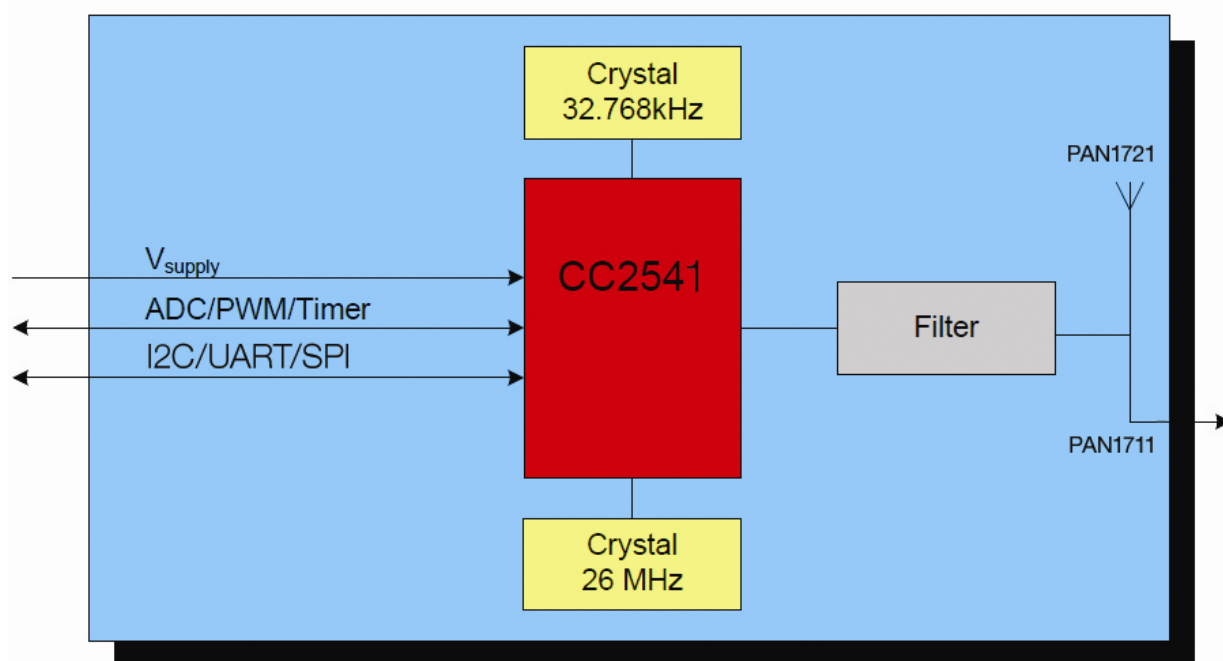 Crystal
32.768kHz
PAN1721
Vsupply
CC2541
ADC/PWM/Timer
Filter
I2C/UART/SPI
PAN1711
Crystal
26 MHz